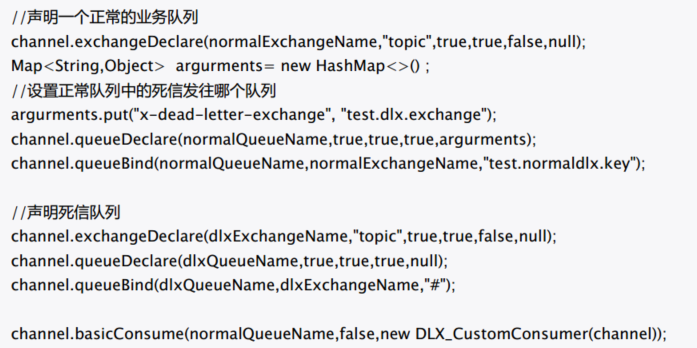 //声明一个正常的业务队列
channel.exchangeDeclare(normalExchangeName,"topic",true,true,false,null);
Map<String,Object>  argurments= new HashMap<>() ;
//设置正常队列中的死信发往哪个队列
argurments.put("x-dead-letter-exchange", "test.dlx.exchange");
channel.queueDeclare(normalQueueName,true,true,true,argurments);
channel.queueBind(normalQueueName,normalExchangeName,"test.normaldlx.key");
//声明死信队列
channel.exchangeDeclare(dlxExchangeName,"topic",true,true,false,null);
channel.queueDeclare(dlxQueueName,true,true,true,null);
channel.queueBind(dlxQueueName,dlxExchangeName,"#");
channel.basicConsume(normalQueueName,false,new DLX_CustomConsumer(channel));